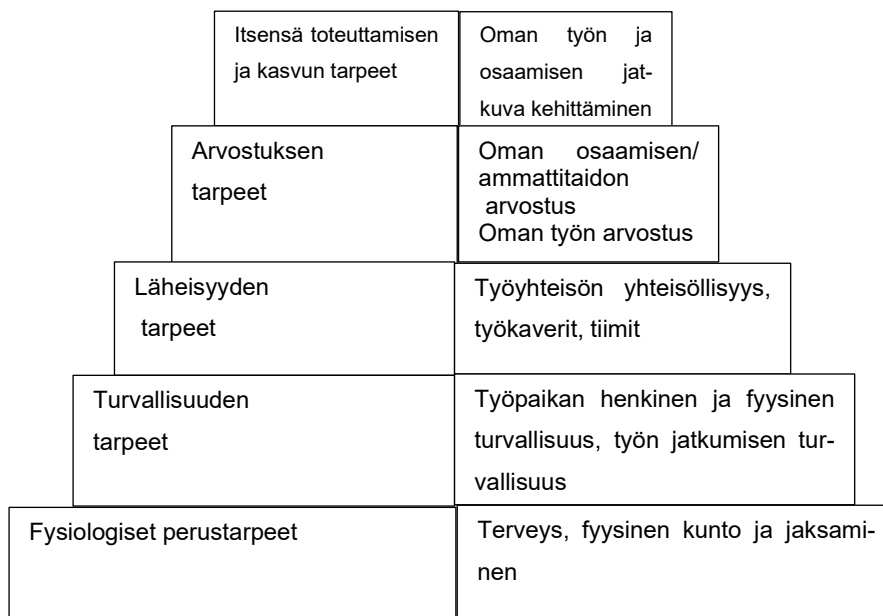 Itsensä toteuttamisen
ja kasvun tarpeet
Oman työn ja
osaamisen jat-
kuva kehittäminen
Arvostuksen
tarpeet
Oman osaamisen/
ammattitaidon
arvostus
Oman työn arvostus
Läheisyyden
tarpeet
Työyhteisön yhteisöllisyys,
työkaverit, tiimit
Turvallisuuden
tarpeet
Työpaikan henkinen ja fyysinen
turvallisuus, työn jatkumisen tur-
vallisuus
Fysiologiset perustarpeet
Terveys, fyysinen kunto ja jaksami-
nen